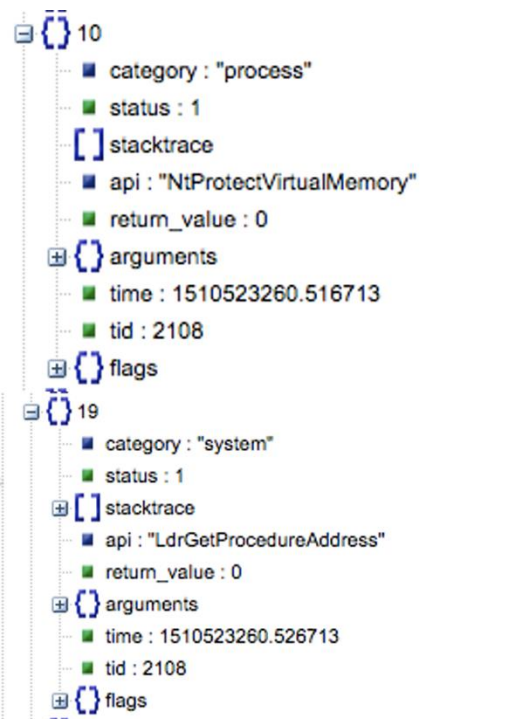 10
category : "process"
status : 1
stacktrace
api : "NtProtectVirtualMemory"
return_value : 0
arguments
time : 1510523260.516713
tid : 2108
flags
19
category : "system"
status : 1
stacktrace
api : "LdrGetProcedureAddress"
return_value : 0
arguments
time : 1510523260.526713
tid : 2108
flags